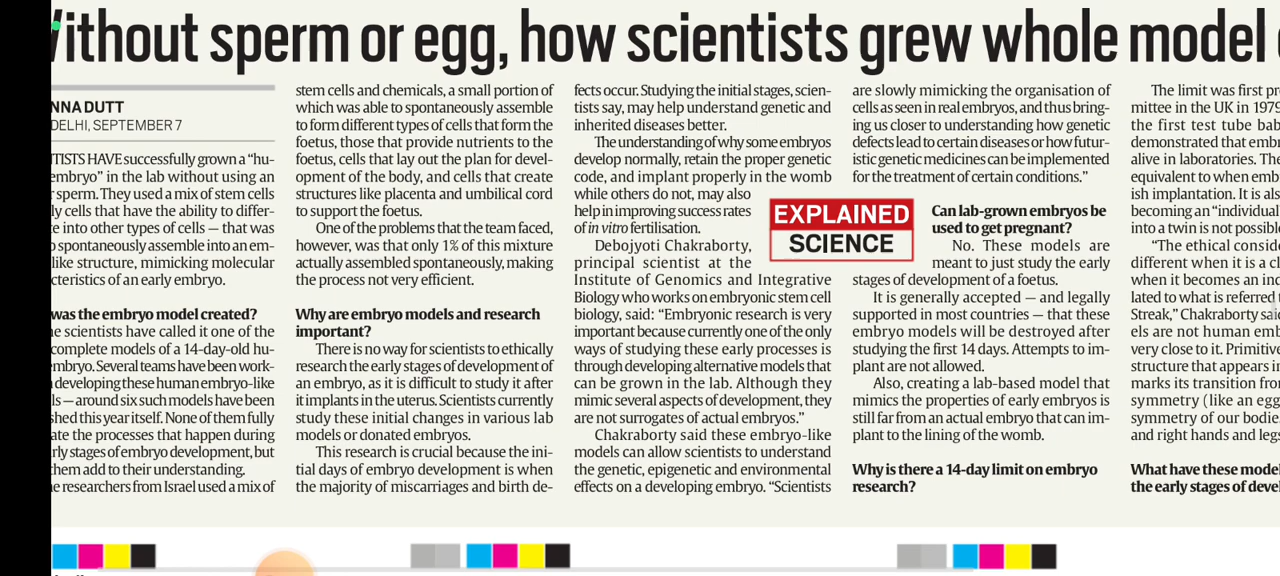 Without sperm or egg, how scientists grew whole model
NNA DUTT
DELHI, SEPTEMBER 7
TISTS HAVE successfully grown a “hu-
embryo” in the lab without using an
r sperm. They used a mix of stem cells
ly cells that have the ability to differ-
te into other types of cells — that was
o spontaneously assemble into an em-
like structure, mimicking molecular
cteristics of an early embryo.
was the embryo model created?
e scientists have called it one of the
complete models of a 14-day-old hu-
embryo. Several teams have been work-
n developing these human embryo-like
ls — around six such models have been
shed this year itself. None of them fully
ate the processes that happen during
rly stages of embryo development, but
them add to their understanding.
e researchers from Israel used a mix of
stem cells and chemicals, a small portion of
which was able to spontaneously assemble
to form different types of cells that form the
foetus, those that provide nutrients to the
foetus, cells that lay out the plan for devel-
opment of the body, and cells that create
structures like placenta and umbilical cord
to support the foetus.
One of the problems that the team faced,
however, was that only 1% of this mixture
actually assembled spontaneously, making
the process not very efficient.
Why are embryo models and research
important?
There is no way for scientists to ethically
research the early stages of development of
an embryo, as it is difficult to study it after
it implants in the uterus. Scientists currently
study these initial changes in various lab
models or donated embryos.
This research is crucial because the ini-
tial days of embryo development is when
the majority of miscarriages and birth de-
fects occur. Studying the initial stages, scien-
tists say, may help understand genetic and
inherited diseases better.
The understanding of why some embryos
develop normally, retain the proper genetic
code, and implant properly in the womb
while others do not, may also
help in improving success rates
of in vitro fertilisation.
Debojyoti Chakraborty,
principal scientist at the
Institute of Genomics and Integrative
Biology who works on embryonic stem cell
biology, said: “Embryonic research is very
important because currently one of the only
ways of studying these early processes is
through developing alternative models that
can be grown in the lab. Although they
mimic several aspects of development, they
are not surrogates of actual embryos.”
Chakraborty said these embryo-like
models can allow scientists to understand
the genetic, epigenetic and environmental
effects on a developing embryo. “Scientists
EXPLAINED
SCIENCE
are slowly mimicking the organisation of
cells as seen in real embryos, and thus bring-
ing us closer to understanding how genetic
defects lead to certain diseases or how futur-
istic genetic medicines can be implemented
for the treatment of certain conditions.”
Can lab-grown embryos be
used to get pregnant?
No. These models are
meant to just study the early
stages of development of a foetus.
It is generally accepted — and legally
supported in most countries — that these
embryo models will be destroyed after
studying the first 14 days. Attempts to im-
plant are not allowed.
Also, creating a lab-based model that
mimics the properties of early embryos is
still far from an actual embryo that can im-
plant to the lining of the womb.
Why is there a 14-day limit on embryo
research?
The limit was first pr
mittee in the UK in 1979
the first test tube bab
demonstrated that emb
alive in laboratories. The
equivalent to when emb
ish implantation. It is als
becoming an “individual
into a twin is not possible
“The ethical conside
different when it is a cl
when it becomes an ind
lated to what is referred t
Streak,” Chakraborty sai
els are not human emb
very close to it. Primitive
structure that appears in
marks its transition from
symmetry (like an egg
symmetry of our bodies
and right hands and legs
What have these model
the early stages of devel